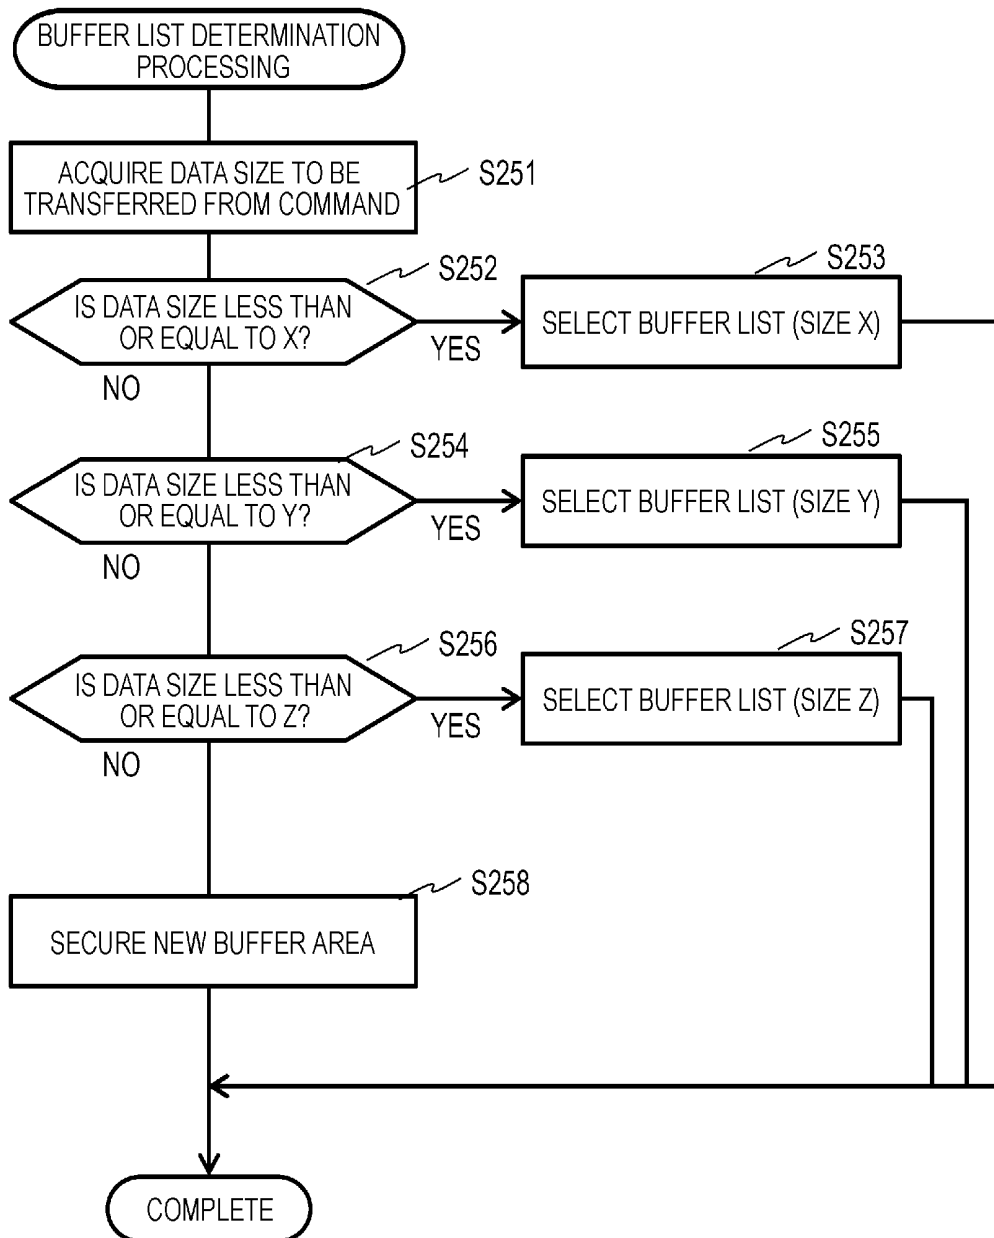 BUFFER LIST DETERMINATION
PROCESSING
ACQUIRE DATA SIZE TO BE
TRANSFERRED FROM COMMAND
S251
IS DATA SIZE LESS THAN
OR EQUAL TO X?
S252
YES
NO
SELECT BUFFER LIST (SIZE X)
S253
IS DATA SIZE LESS THAN
OR EQUAL TO Y?
S254
YES
NO
SELECT BUFFER LIST (SIZE Y)
S255
IS DATA SIZE LESS THAN
OR EQUAL TO Z?
S256
YES
NO
SELECT BUFFER LIST (SIZE Z)
S257
SECURE NEW BUFFER AREA
S258
COMPLETE